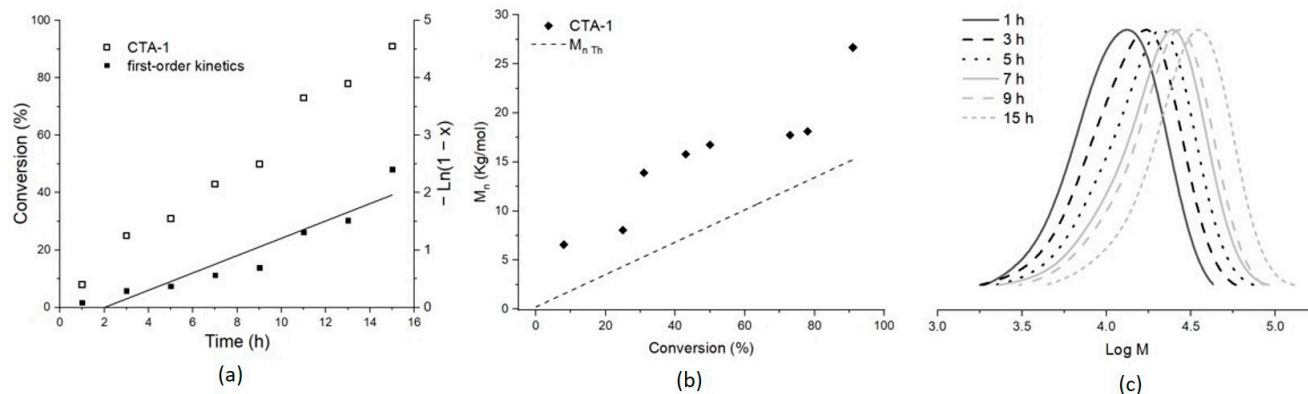 100
80
60
40
20
0
Conversion (%)
CTA-1
first-order kinetics
5
4
3
2
1
0
− Ln(1 − x)
0 2 4 6 8 10 12 14 16
Time (h)
(a)
30
25
20
15
10
5
0
Mₙ (Kg/mol)
CTA-1
Mₙ Th
0 20 40 60 80 100
Conversion (%)
(b)
1 h
3 h
5 h
7 h
9 h
15 h
3.0 3.5 4.0 4.5 5.0
Log M
(c)